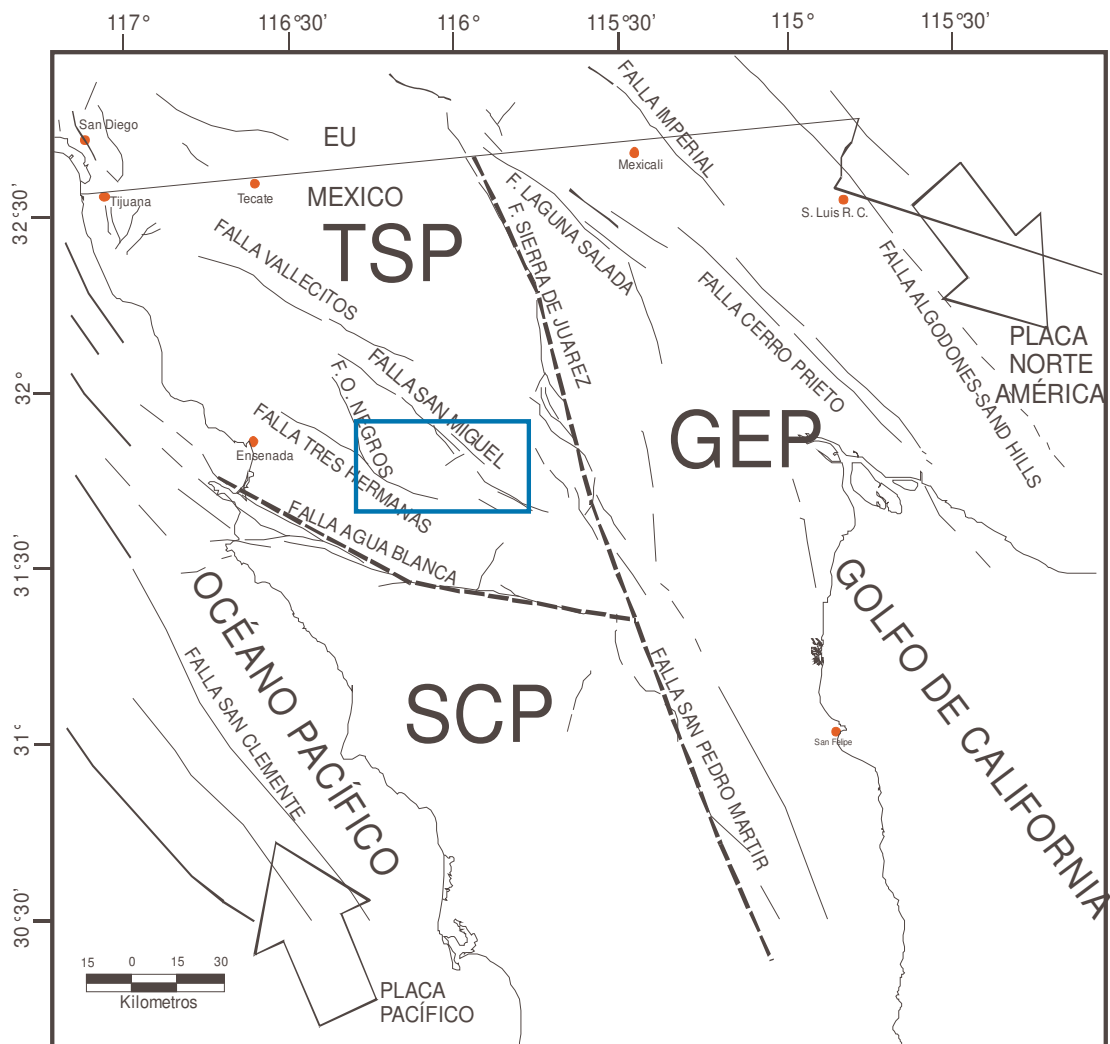 117°
116°30'
116°
115°30'
115°
115°30'
32°30'
32°
31°30'
31°
30°30'
San Diego
EU
FALLA IMPERIAL
Mexicali
Tijuana
Tecate
MEXICO
S. Luis R. C.
TSP
F. LAGUNA SALADA
F. SIERRA DE JUAREZ
FALLA VALLECITOS
FALLA CERRO PRIETO
FALLA ALGODONES-SAND HILLS
PLACA
NORTE
AMÉRICA
FALLA SAN MIGUEL
F. O. NEGROS
FALLA TRES HERMANAS
Ensenada
GEP
FALLA AGUA BLANCA
OCÉANO PACÍFICO
GOLFO DE CALIFORNIA
SCP
FALLA SAN CLEMENTE
FALLA SAN PEDRO MARTIR
San Felipe
15 0 15 30
Kilometros
PLACA
PACÍFICO